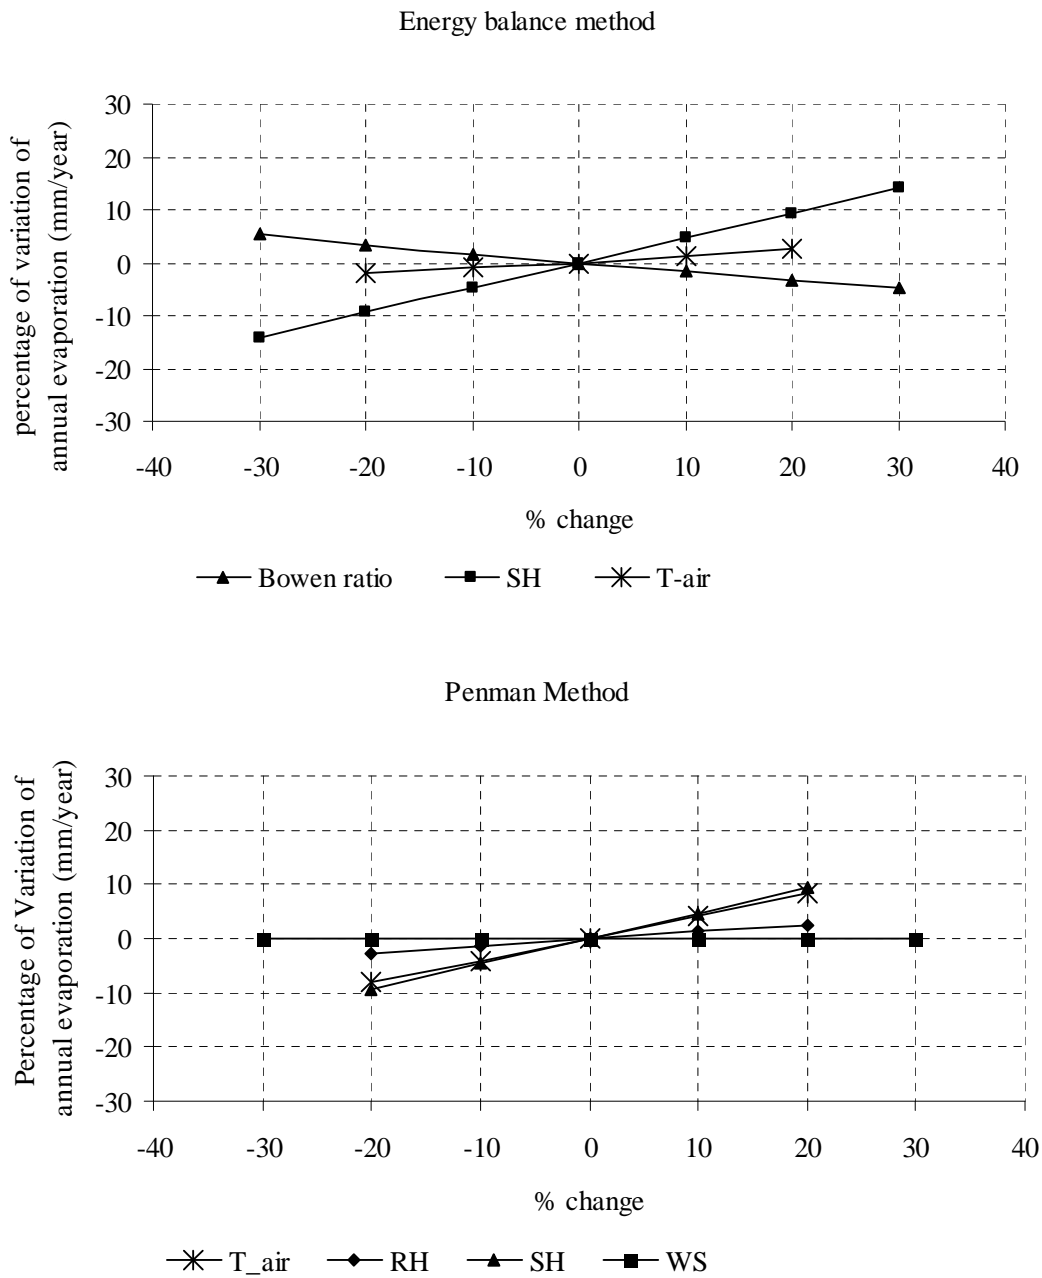 Energy balance method
percentage of variation of
annual evaporation (mm/year)
30
20
10
0
-10
-20
-30
-40 -30 -20 -10 0 10 20 30 40
% change
Bowen ratio SH T-air
Penman Method
Percentage of Variation of
annual evaporation (mm/year)
30
20
10
0
-10
-20
-30
-40 -30 -20 -10 0 10 20 30 40
% change
T_air RH SH WS